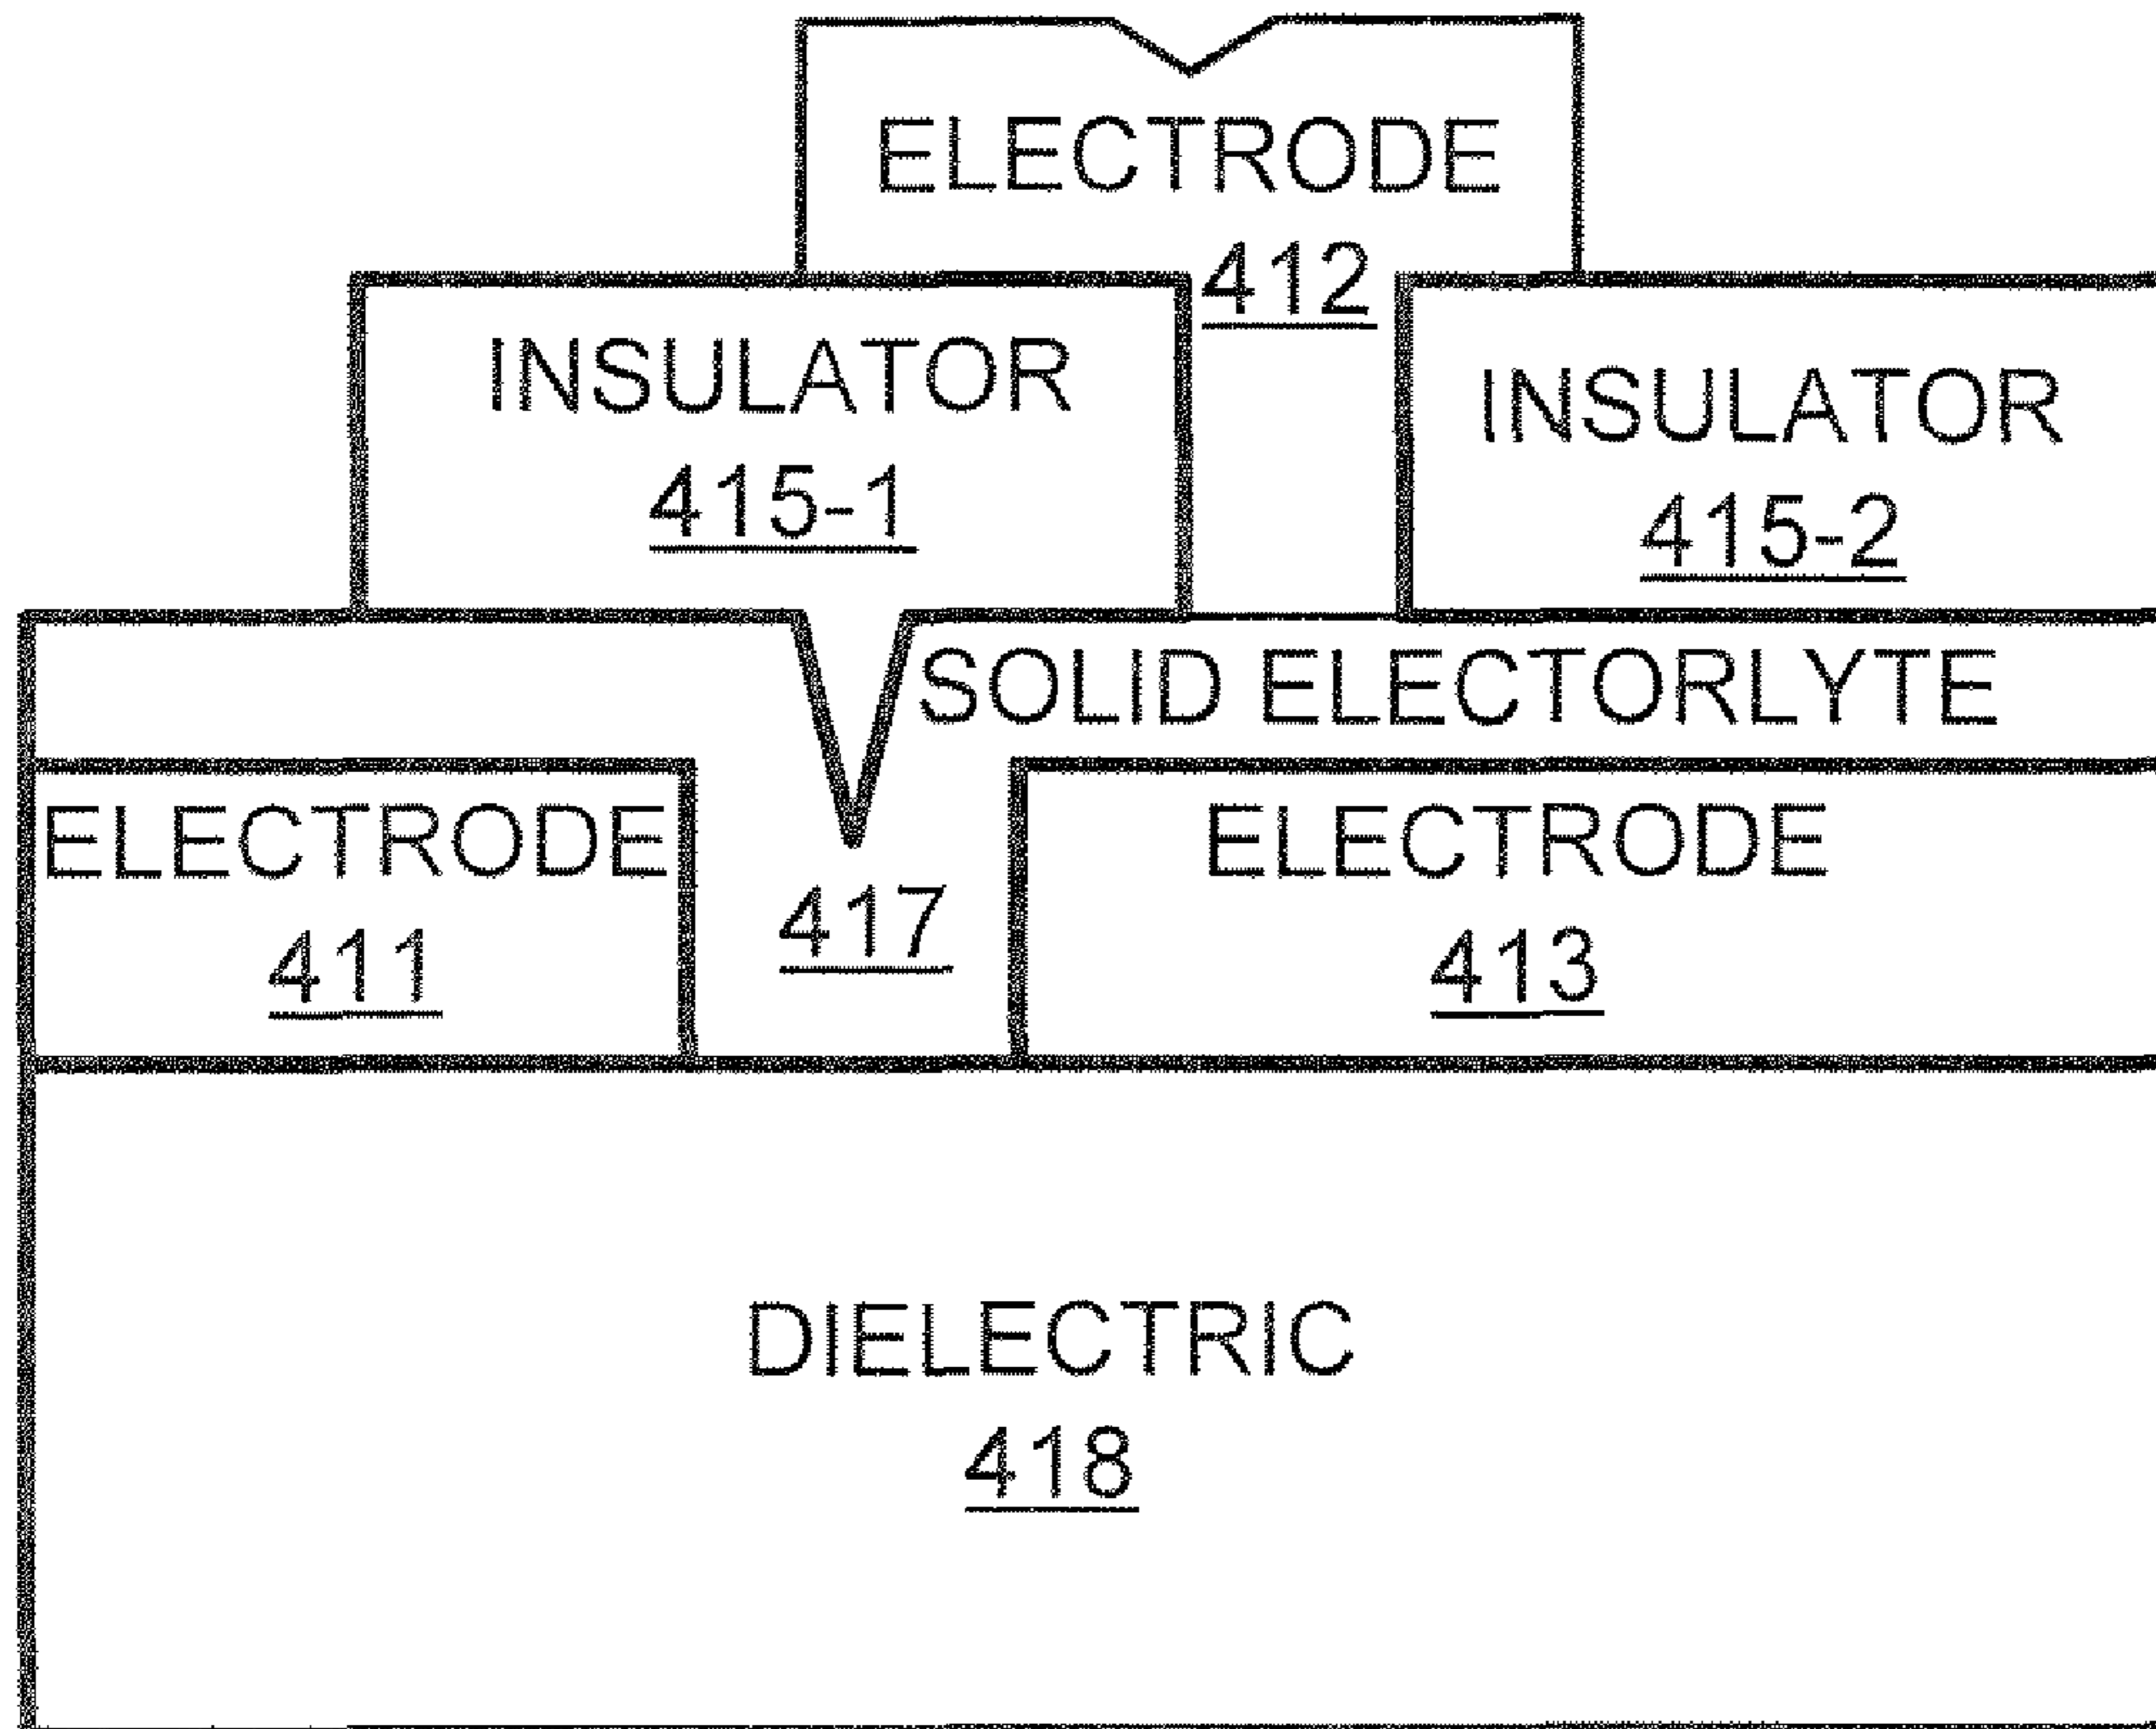 ELECTRODE
412
INSULATOR
415-1
INSULATOR
415-2
SOLID ELECTORLYTE
417
ELECTRODE
411
ELECTRODE
413
DIELECTRIC
418